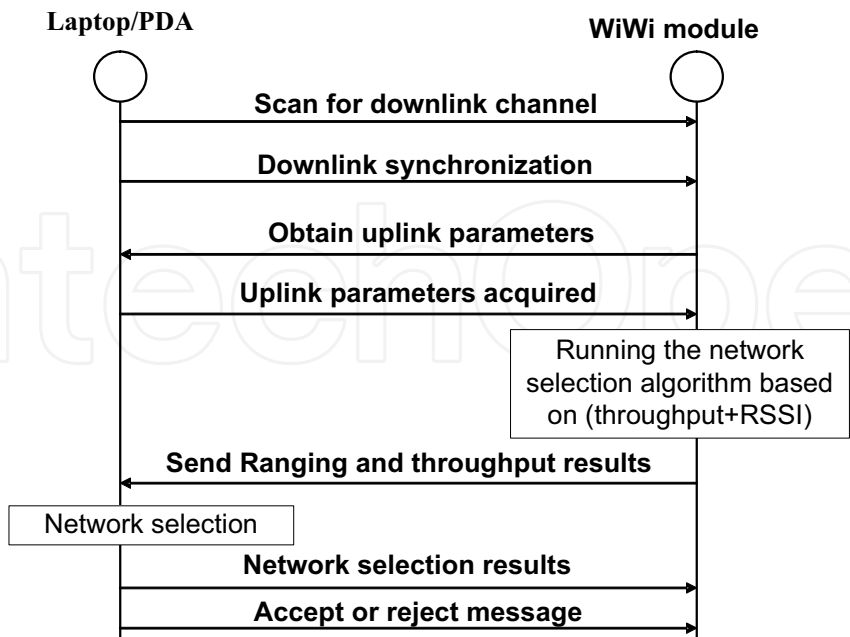 Laptop/PDA
WiWi module
Scan for downlink channel
Downlink synchronization
Obtain uplink parameters
Uplink parameters acquired
Running the network
selection algorithm based
on (throughput+RSSI)
Send Ranging and throughput results
Network selection
Network selection results
Accept or reject message
ntechOpe